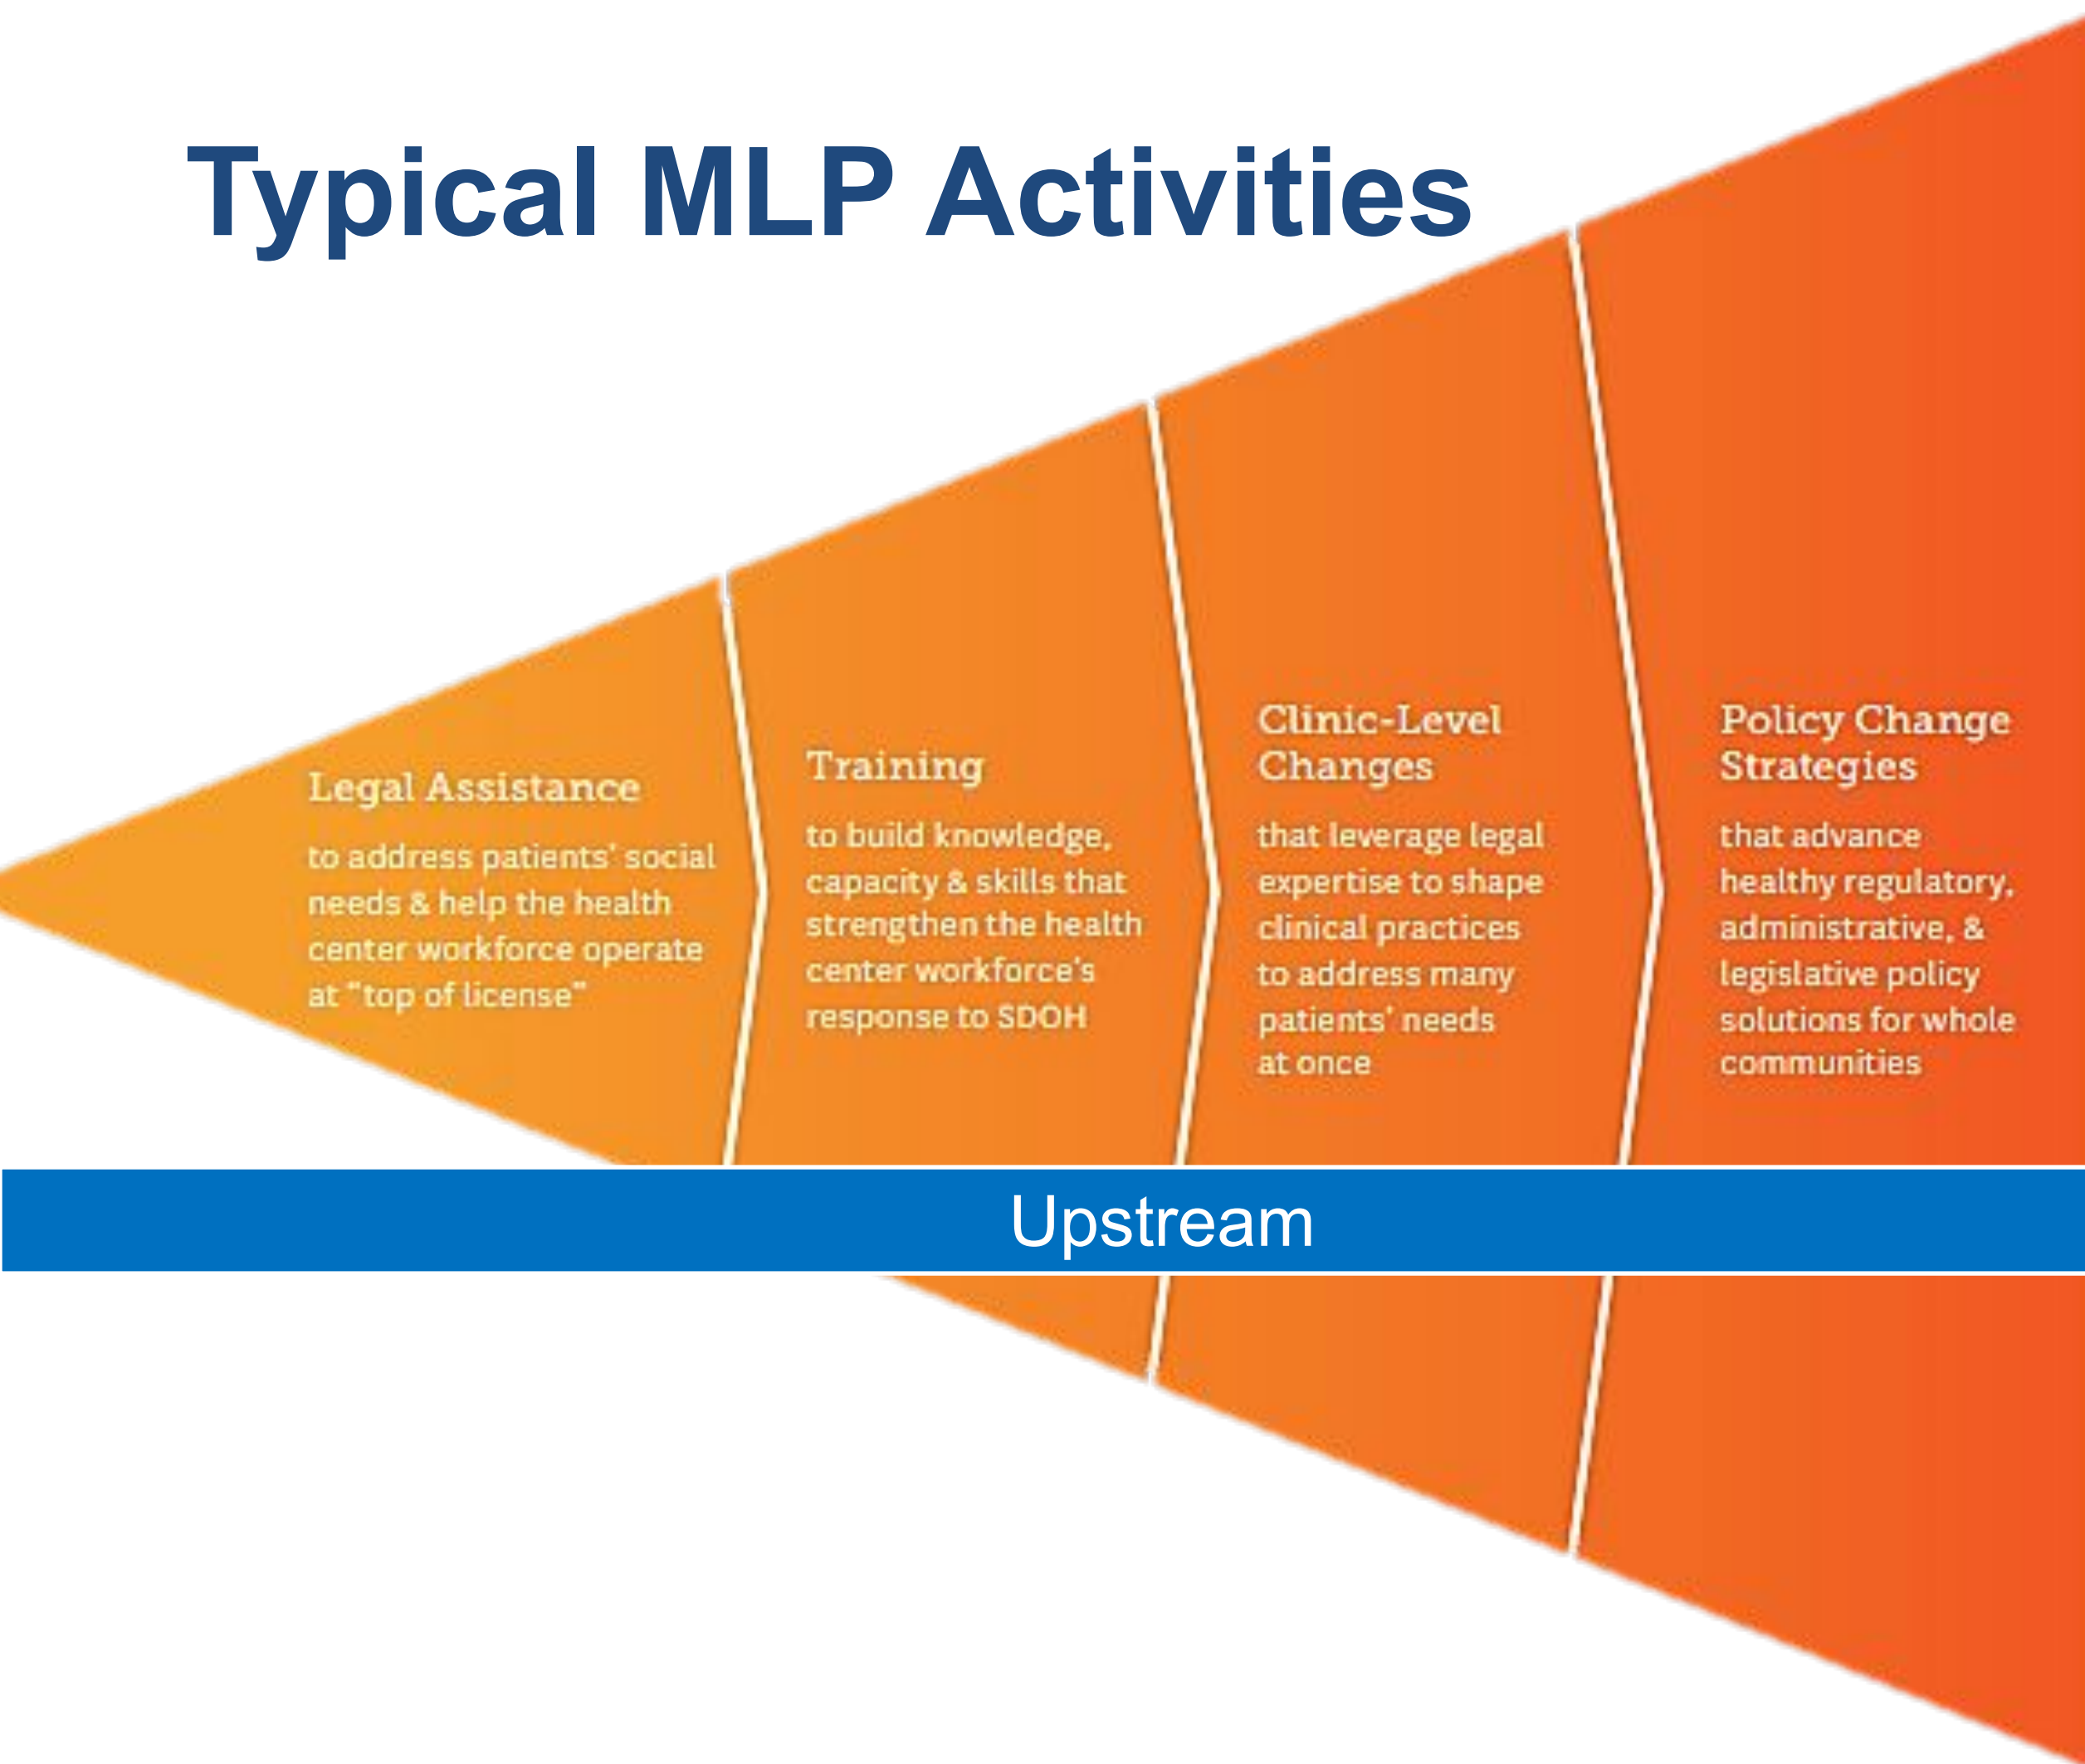 Typical MLP Activities
Legal Assistance
to address patients' social
needs & help the health
center workforce operate
at "top of license"
Training
to build knowledge,
capacity & skills that
strengthen the health
center workforce's
response to SDOH
Clinic-Level
Changes
that leverage legal
expertise to shape
clinical practices
to address many
patients' needs
at once
Policy Change
Strategies
that advance
healthy regulatory,
administrative, &
legislative policy
solutions for whole
communities
Upstream